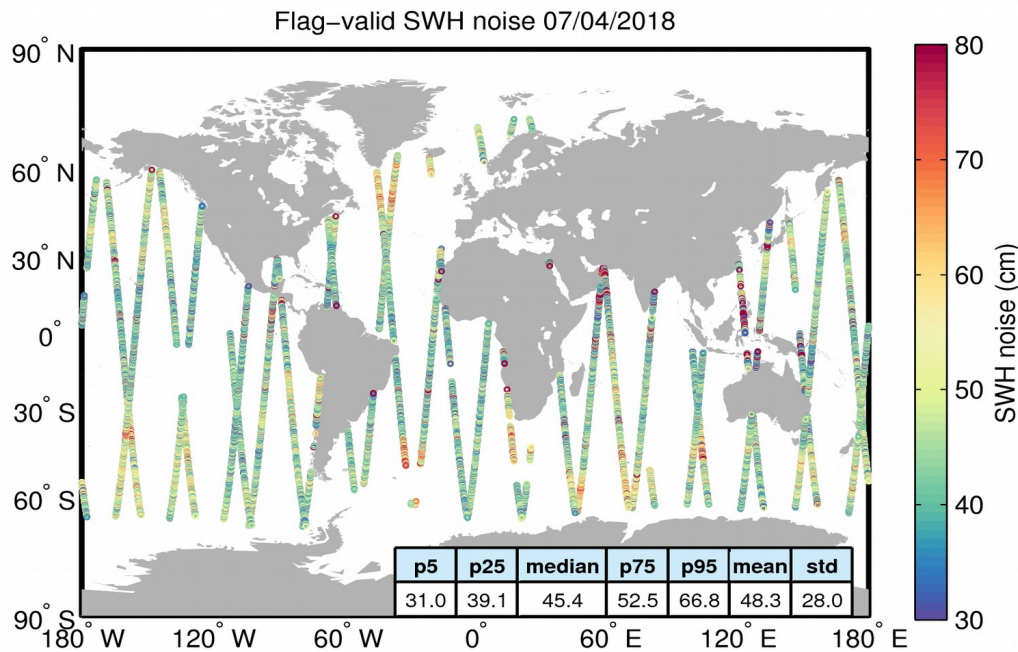 Flag−valid SWH noise 07/04/2018
90° N
60° N
30° N
0°
30° S
60° S
90° S
180° W
120° W
60° W
0°
60° E
120° E
180° E
80
70
60
50
40
30
SWH noise (cm)
p5 p25 median p75 p95 mean std
31.0 39.1 45.4 52.5 66.8 48.3 28.0